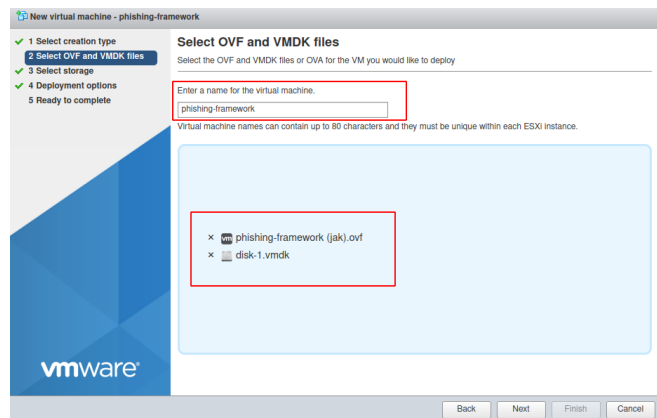 New virtual machine - phishing-framework
1 Select creation type
2 Select OVF and VMDK files
3 Select storage
4 Deployment options
5 Ready to complete
Select OVF and VMDK files
Select the OVF and VMDK files or OVA for the VM you would like to deploy
Enter a name for the virtual machine.
phishing-framework
Virtual machine names can contain up to 80 characters and they must be unique within each ESXi instance.
× vm phishing-framework (jak).ovf
× disk-1.vmdk
vmware®
Back Next Finish Cancel